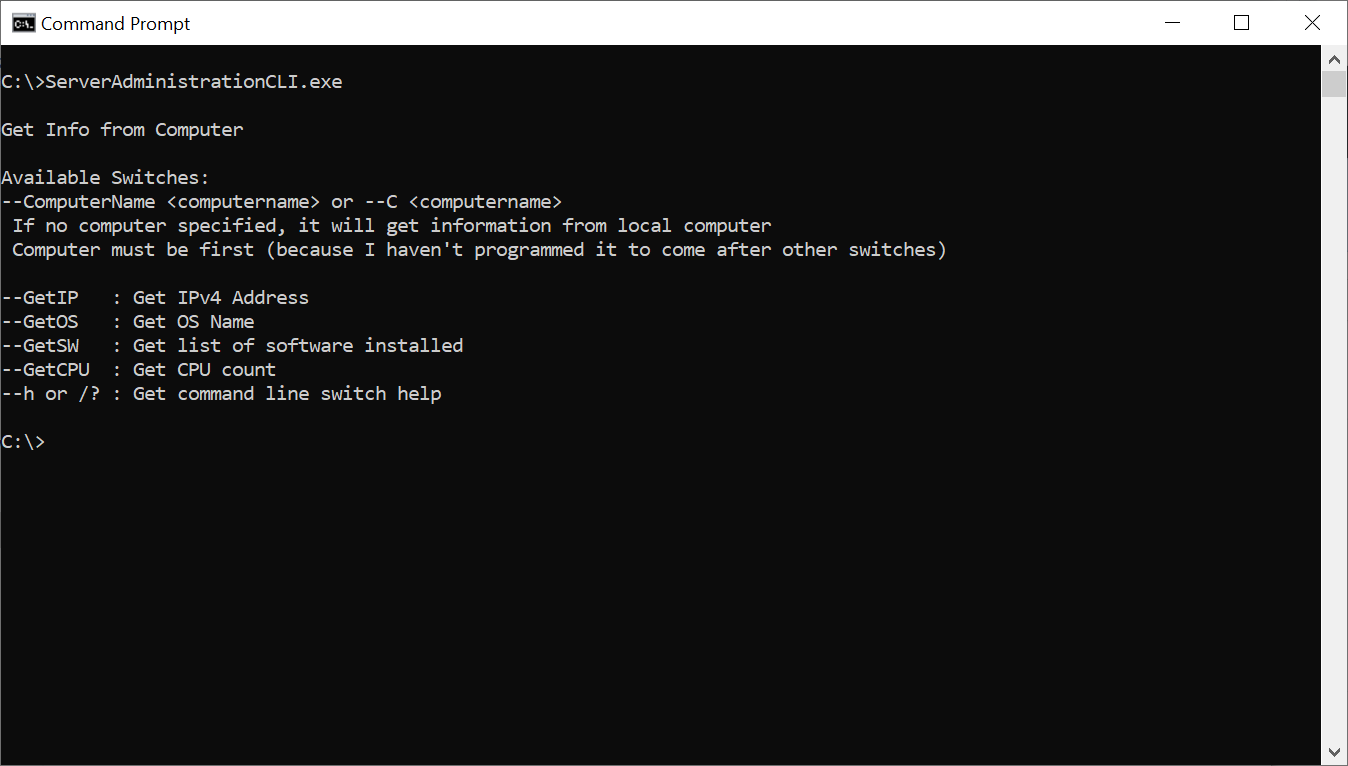 Command Prompt
C:\>ServerAdministrationCLI.exe
Get Info from Computer
Available Switches:
--ComputerName <computername> or --C <computername>
 If no computer specified, it will get information from local computer
 Computer must be first (because I haven't programmed it to come after other switches)
--GetIP   : Get IPv4 Address
--GetOS   : Get OS Name
--GetSW   : Get list of software installed
--GetCPU  : Get CPU count
--h or /? : Get command line switch help
C:\>